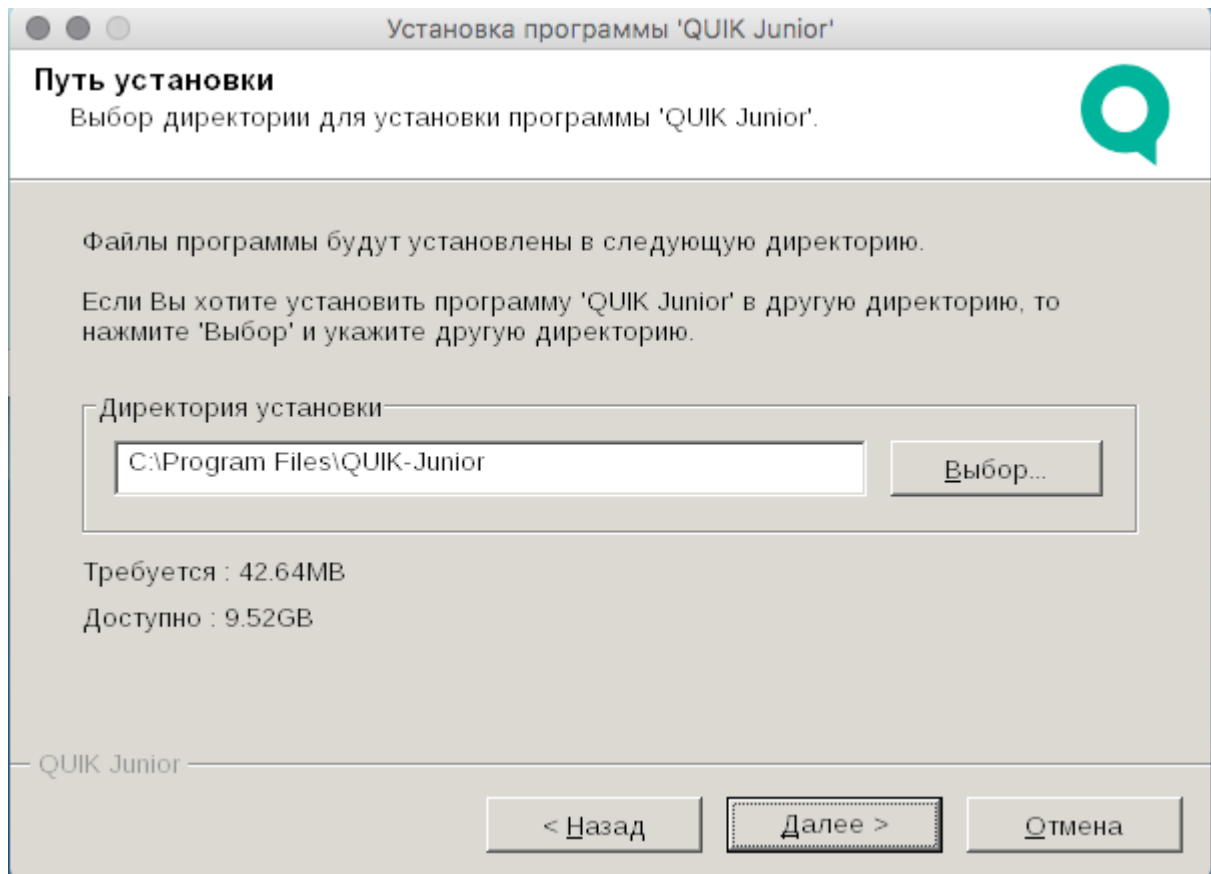 Установка программы 'QUIK Junior'
Путь установки
Выбор директории для установки программы 'QUIK Junior'.
Файлы программы будут установлены в следующую директорию.
Если Вы хотите установить программу 'QUIK Junior' в другую директорию, то
нажмите 'Выбор' и укажите другую директорию.
Директория установки
C:\Program Files\QUIK-Junior
Выбор...
Требуется : 42.64MB
Доступно : 9.52GB
QUIK Junior
< Назад
Далее >
Отмена